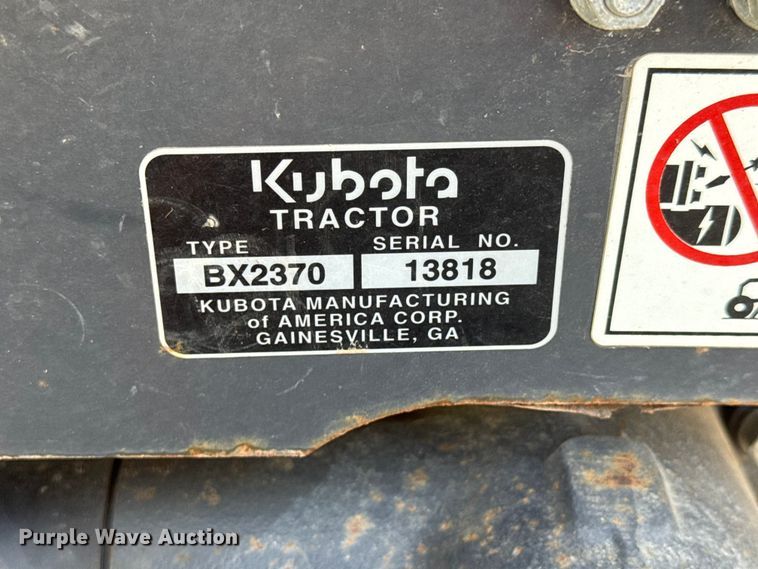 Kubota
TRACTOR
TYPE SERIAL NO.
BX2370 13818
KUBOTA MANUFACTURING
of AMERICA CORP.
GAINESVILLE, GA
Purple Wave Auction